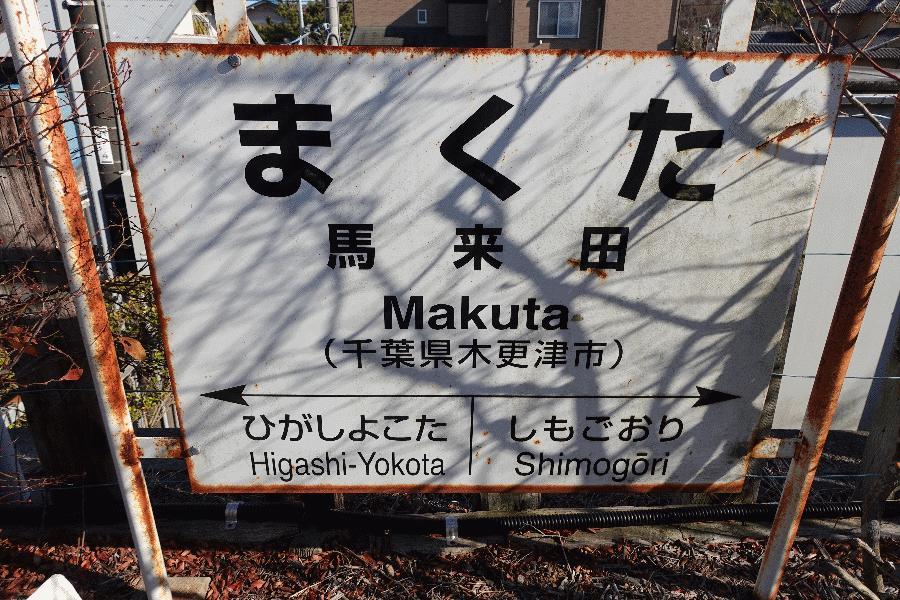 まくた
馬来田
Makuta
（千葉県木更津市）
ひがしよこた
しもごおり
Higashi-Yokota
Shimogōri